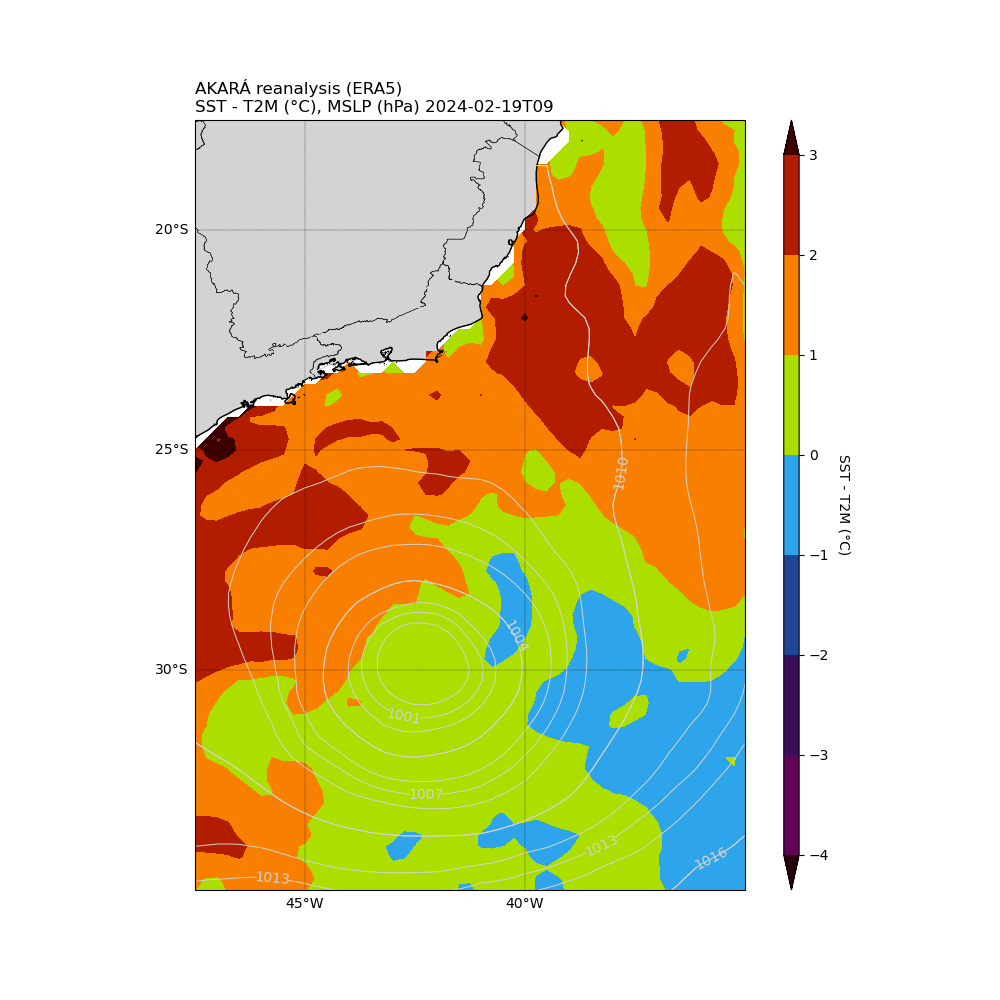 AKARÁ reanalysis (ERA5)
SST - T2M (°C), MSLP (hPa) 2024-02-19T09
3
20°S
2
1
25°S
1010
0
SST - T2M (°C)
−1
1004
−2
30°S
1001
−3
1007
1013
1016
−4
1013
45°W
40°W